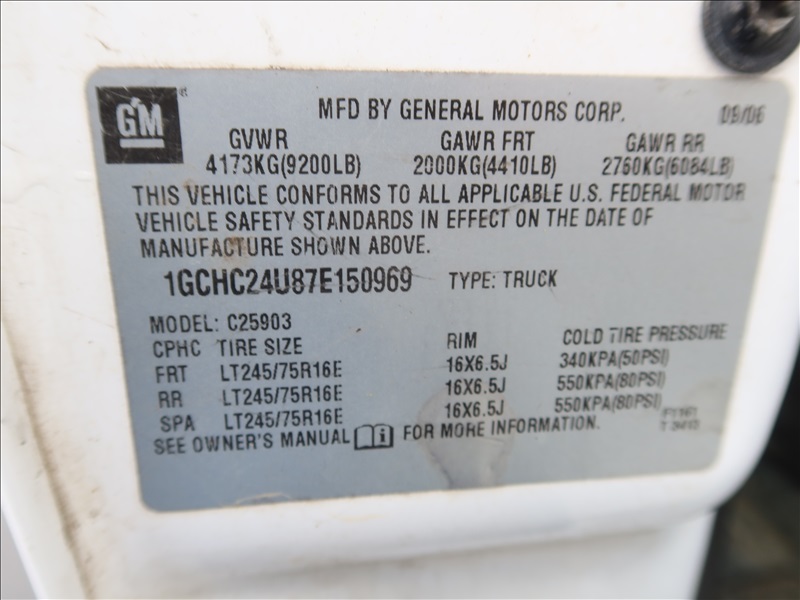 GM
MFD BY GENERAL MOTORS CORP. 09/06
GVWR GAWR FRT GAWR RR
4173KG(9200LB) 2000KG(4410LB) 2760KG(6084LB)
THIS VEHICLE CONFORMS TO ALL APPLICABLE U.S. FEDERAL MOTOR
VEHICLE SAFETY STANDARDS IN EFFECT ON THE DATE OF
MANUFACTURE SHOWN ABOVE.
1GCHC24U87E150969 TYPE: TRUCK
MODEL: C25903
CPHC TIRE SIZE RIM COLD TIRE PRESSURE
FRT LT245/75R16E 16X6.5J 340KPA(50PSI)
RR LT245/75R16E 16X6.5J 550KPA(80PSI)
SPA LT245/75R16E 16X6.5J 550KPA(80PSI)
SEE OWNER'S MANUAL FOR MORE INFORMATION.